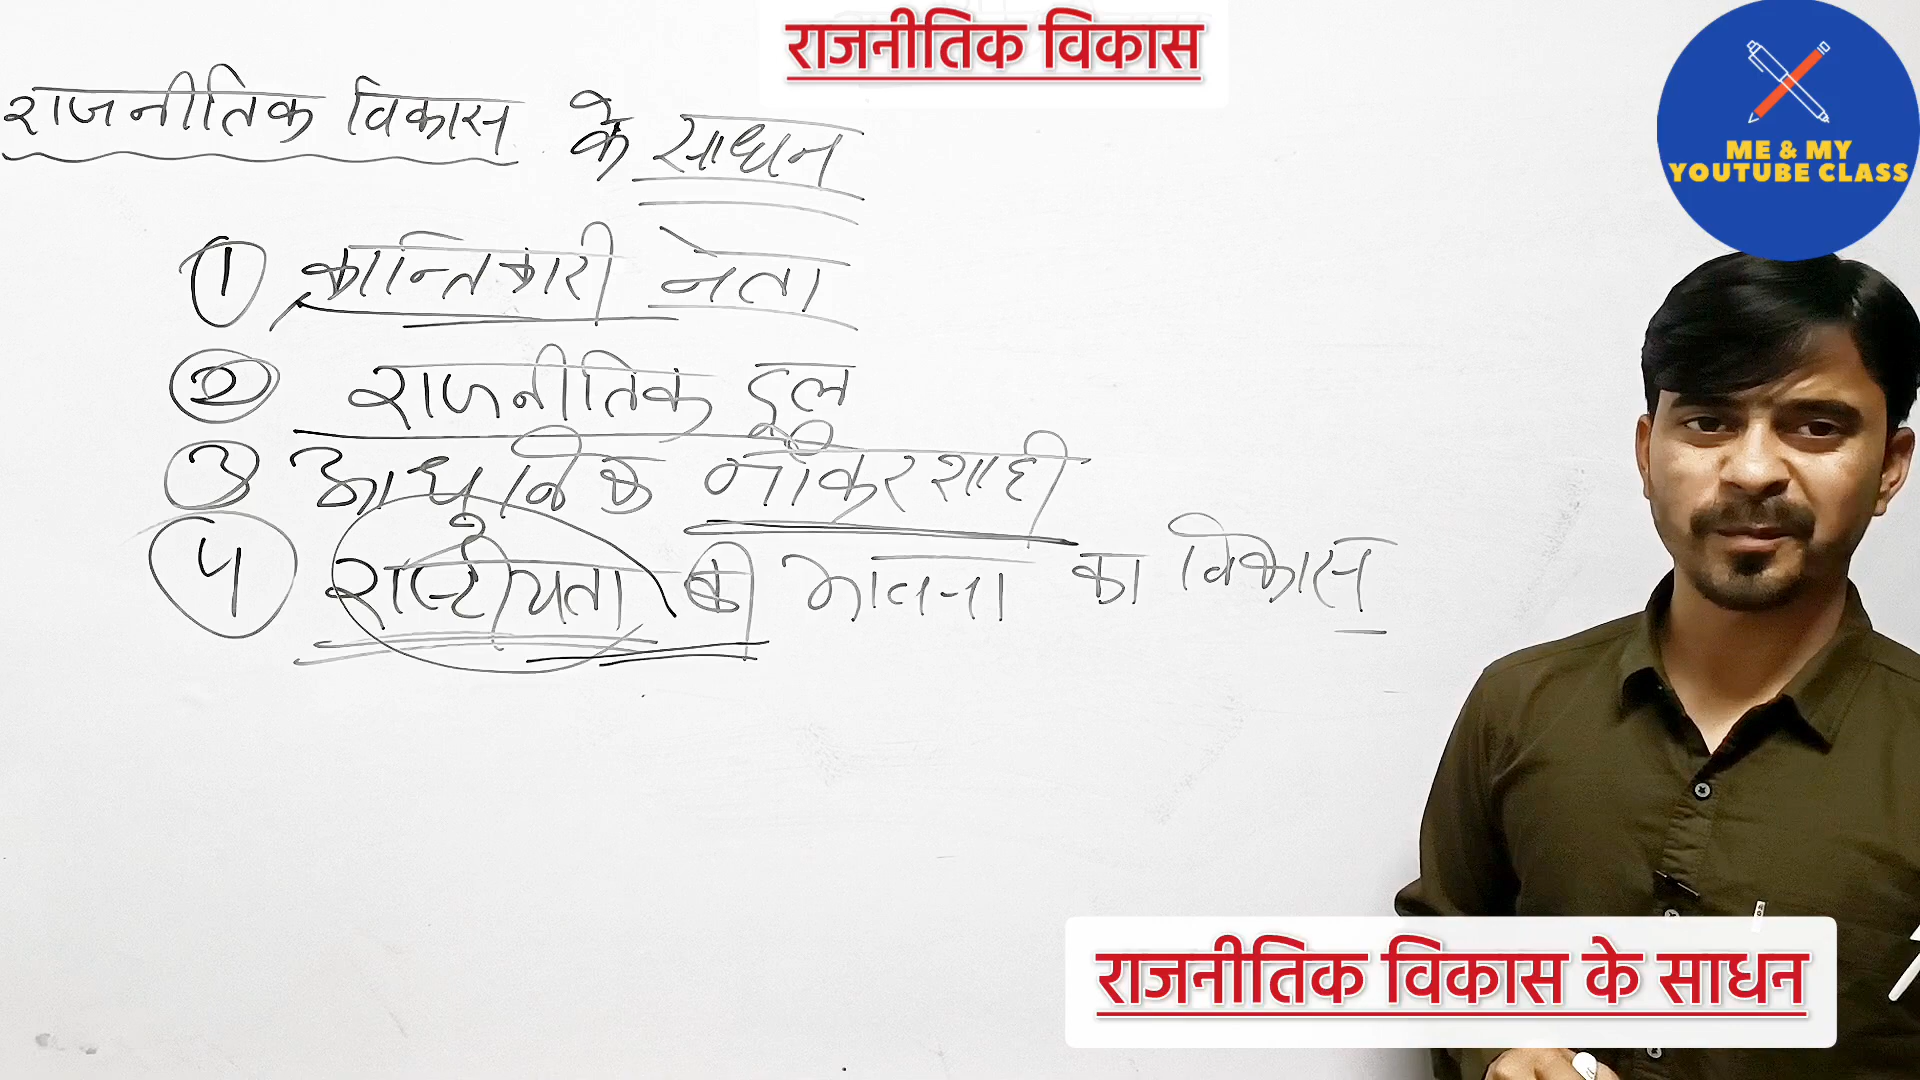 राजनीतिक विकास
ME & MY
YOUTUBE CLASS
राजनीतिक विकास के साधन
1 क्रान्तिकारी नेता
2 राजनीतिक दल
3 आधुनिक नौकरशाही
4 राष्ट्रीयता की भावना का विकास
राजनीतिक विकास के साधन